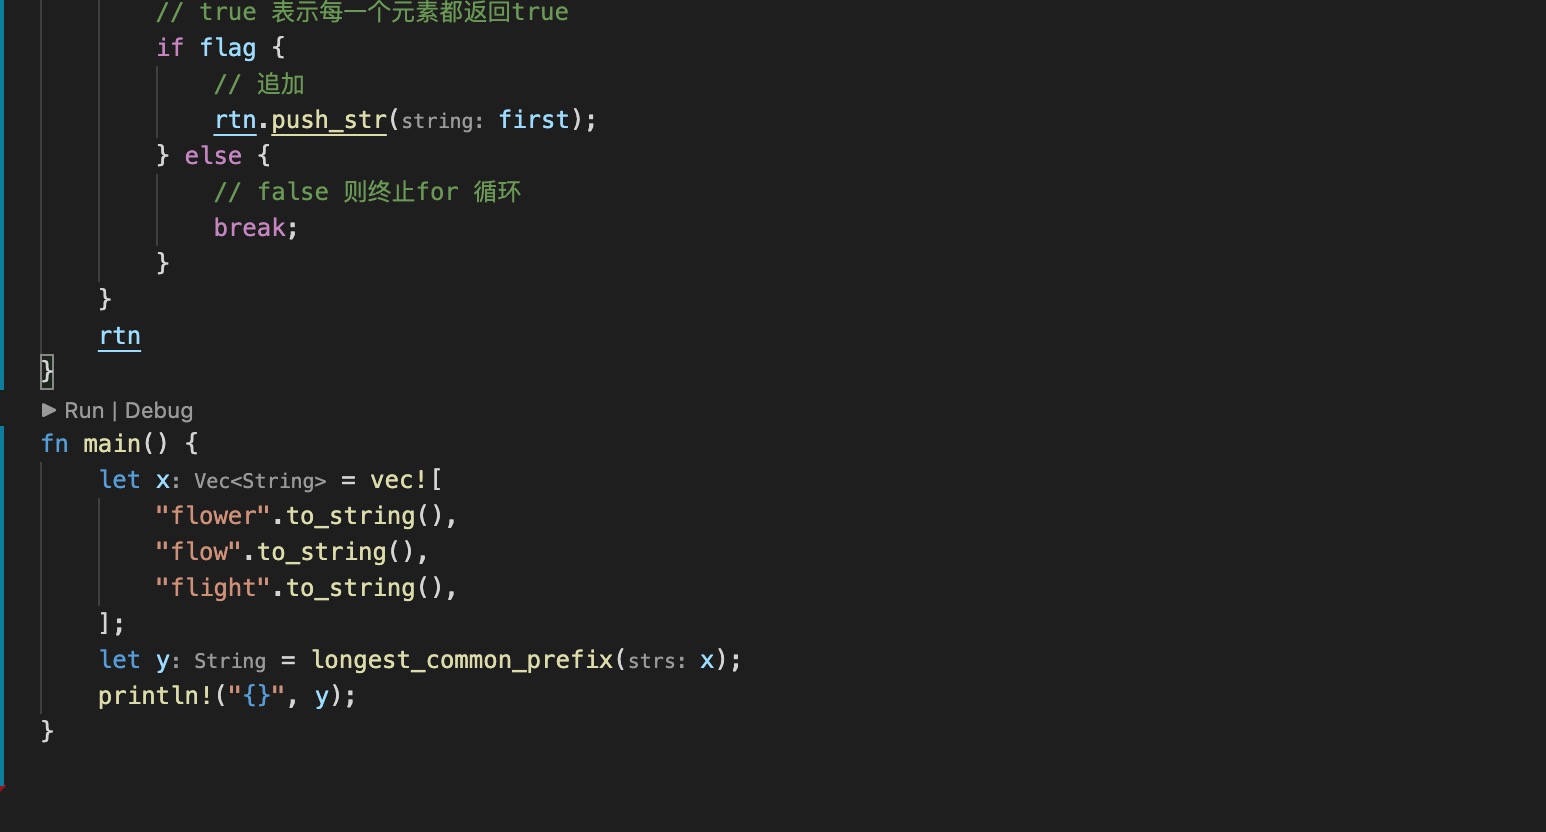 // true 表示每一个元素都返回true
if flag {
// 追加
rtn.push_str(string: first);
} else {
// false 则终止for 循环
break;
}
}
rtn
}
▶ Run | Debug
fn main() {
let x: Vec<String> = vec![
"flower".to_string(),
"flow".to_string(),
"flight".to_string(),
];
let y: String = longest_common_prefix(strs: x);
println!("{}", y);
}